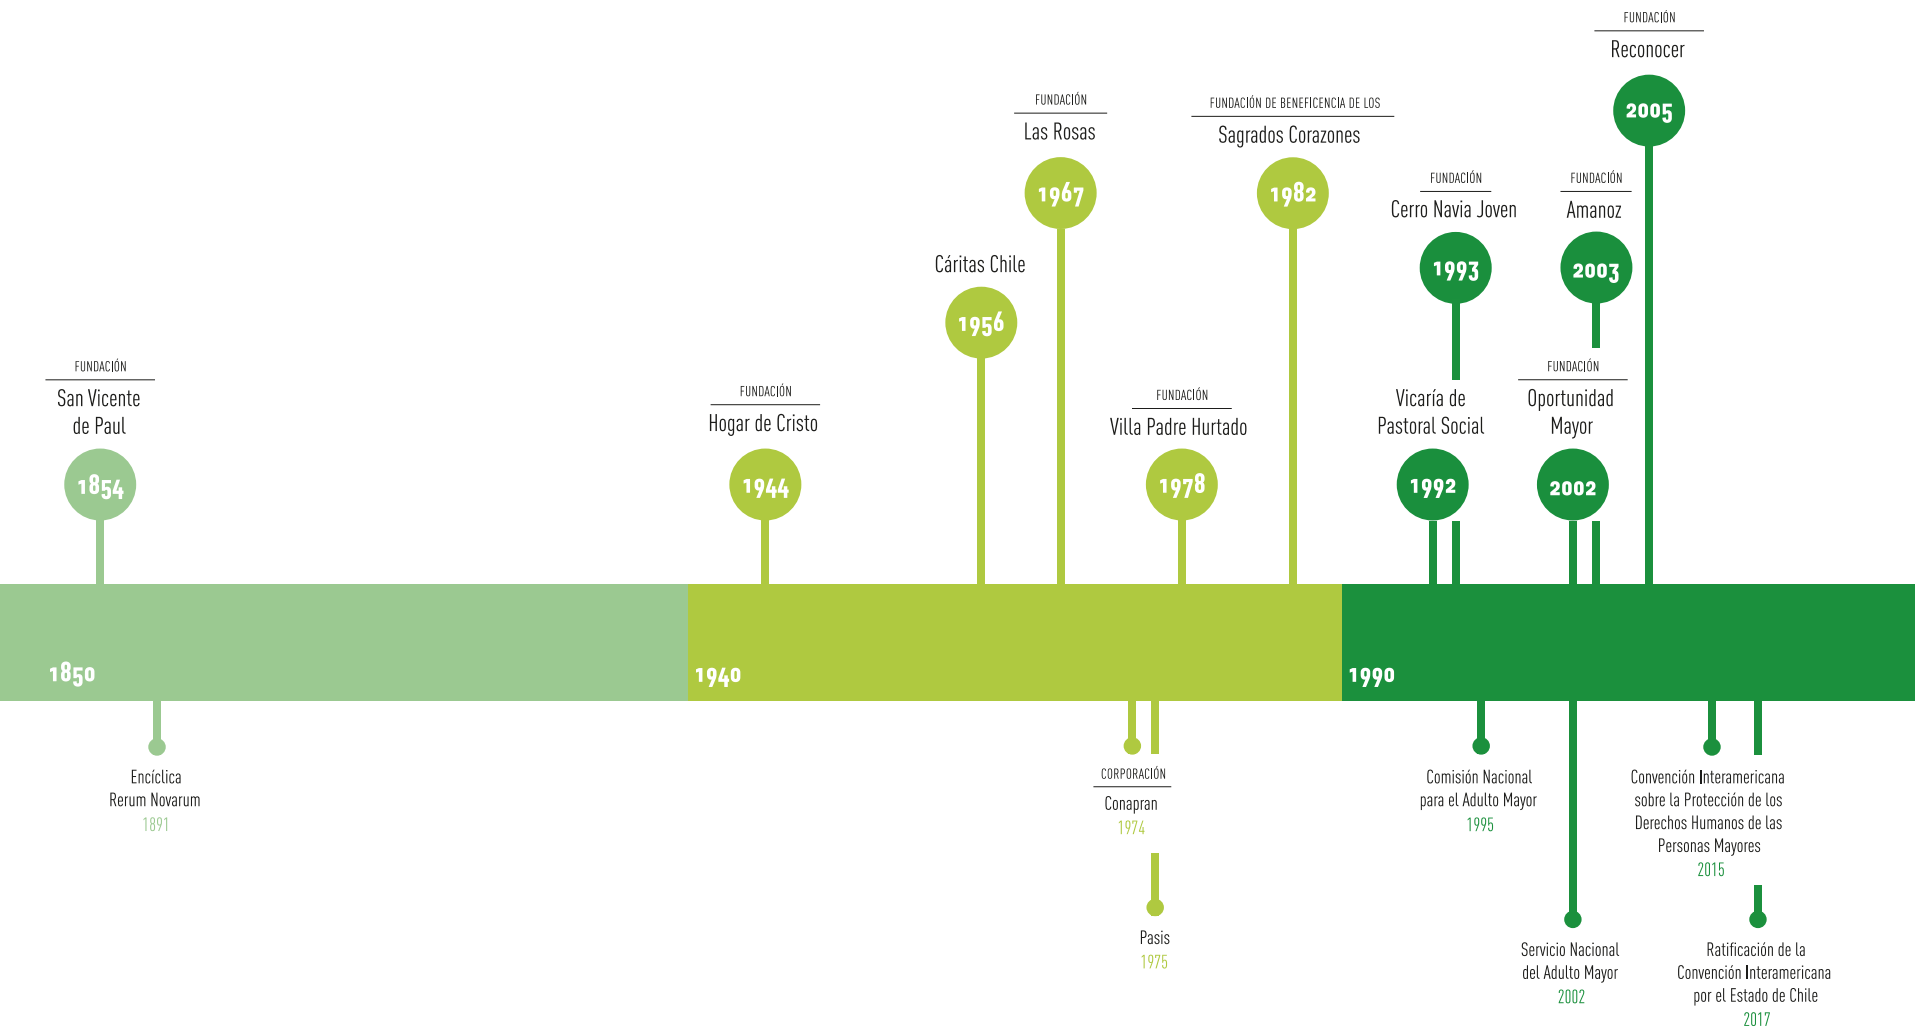 FUNDACIÓN
San Vicente
de Paul
1854
FUNDACIÓN
Hogar de Cristo
1944
Cáritas Chile
1956
FUNDACIÓN
Las Rosas
1967
FUNDACIÓN
Villa Padre Hurtado
1978
FUNDACIÓN DE BENEFICENCIA DE LOS
Sagrados Corazones
1982
FUNDACIÓN
Cerro Navia Joven
1993
Vicaría de
Pastoral Social
1992
FUNDACIÓN
Amanoz
2003
FUNDACIÓN
Oportunidad
Mayor
2002
FUNDACIÓN
Reconocer
2005
1850
1940
1990
Encíclica
Rerum Novarum
1891
CORPORACIÓN
Conapran
1974
Pasis
1975
Comisión Nacional
para el Adulto Mayor
1995
Servicio Nacional
del Adulto Mayor
2002
Convención Interamericana
sobre la Protección de los
Derechos Humanos de las
Personas Mayores
2015
Ratificación de la
Convención Interamericana
por el Estado de Chile
2017